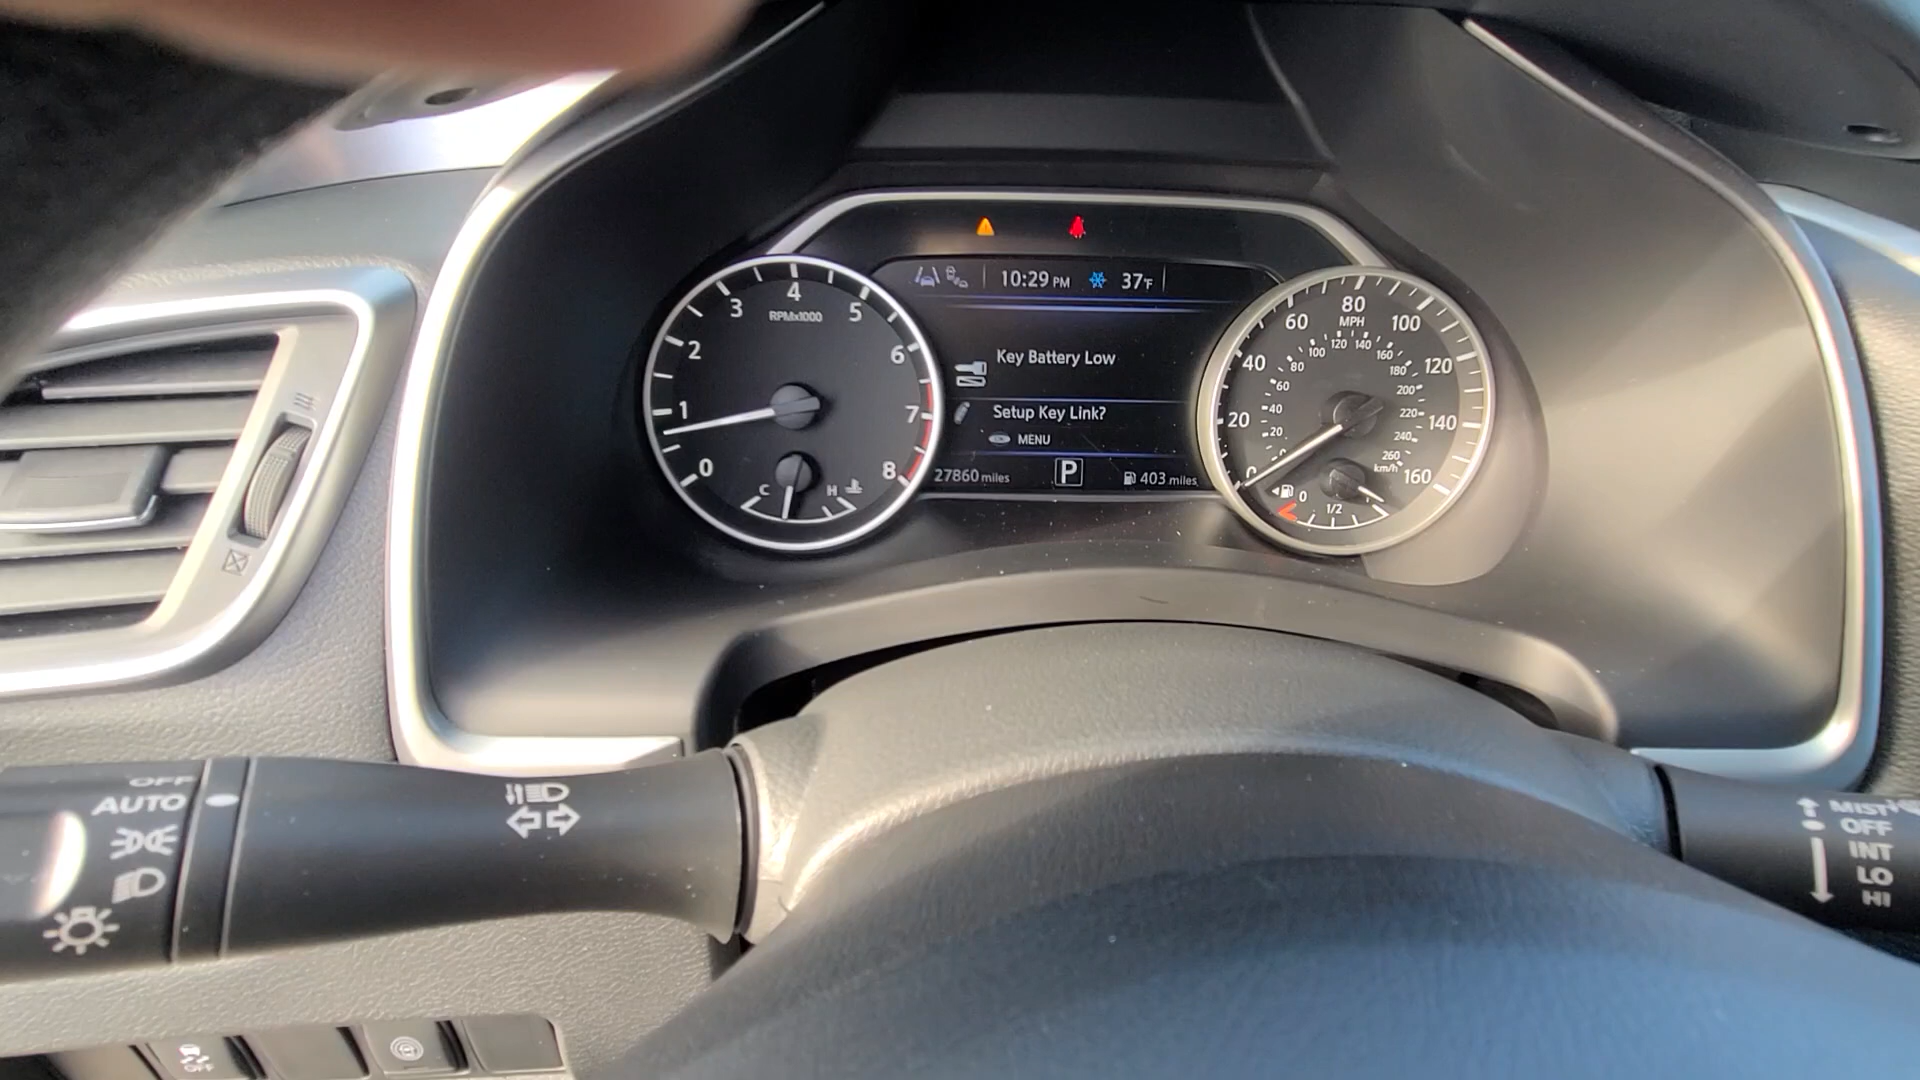 10:29 PM 37°F
Key Battery Low
Setup Key Link?
MENU
27860 miles P 403 miles
0 1 2 3 4 5 6 7 8
RPMx1000
C H
0 20 40 60 80 100 120 140 160
MPH
20 40 60 80 100 120 140 160 180 200 220 240 260
km/h
0 1/2
OFF
AUTO
MIST
OFF
INT
LO
HI
OFF